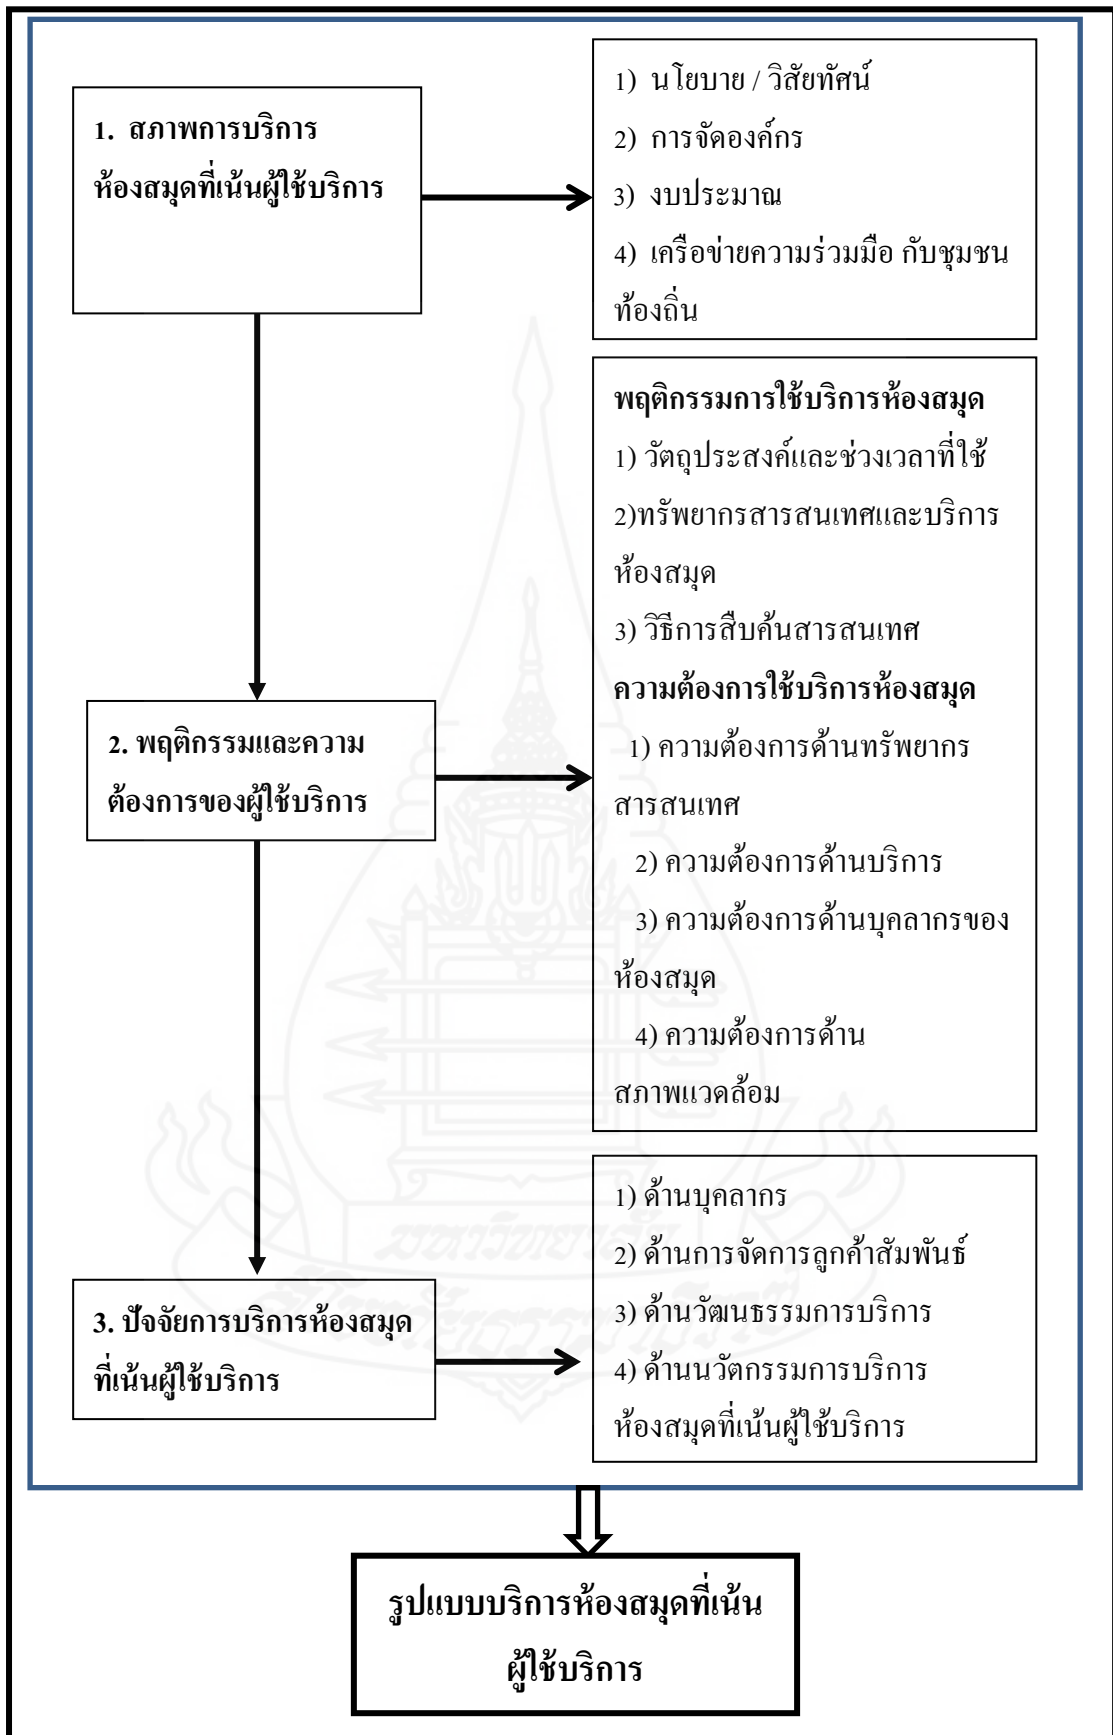 1. สภาพการบริการ
ห้องสมุดที่เน้นผู้ใช้บริการ
1) นโยบาย / วิสัยทัศน์
2) การจัดองค์กร
3) งบประมาณ
4) เครือข่ายความร่วมมือ กับชุมชน
ท้องถิ่น
2. พฤติกรรมและความ
ต้องการของผู้ใช้บริการ
พฤติกรรมการใช้บริการห้องสมุด
1) วัตถุประสงค์และช่วงเวลาที่ใช้
2)ทรัพยากรสารสนเทศและบริการ
ห้องสมุด
3) วิธีการสืบค้นสารสนเทศ
ความต้องการใช้บริการห้องสมุด
1) ความต้องการด้านทรัพยากร
สารสนเทศ
2) ความต้องการด้านบริการ
3) ความต้องการด้านบุคลากรของ
ห้องสมุด
4) ความต้องการด้าน
สภาพแวดล้อม
3. ปัจจัยการบริการห้องสมุด
ที่เน้นผู้ใช้บริการ
1) ด้านบุคลากร
2) ด้านการจัดการลูกค้าสัมพันธ์
3) ด้านวัฒนธรรมการบริการ
4) ด้านนวัตกรรมการบริการ
ห้องสมุดที่เน้นผู้ใช้บริการ
มหาวิทยาลัย
สุโขทัยธรรมาธิราช
รูปแบบบริการห้องสมุดที่เน้น
ผู้ใช้บริการ